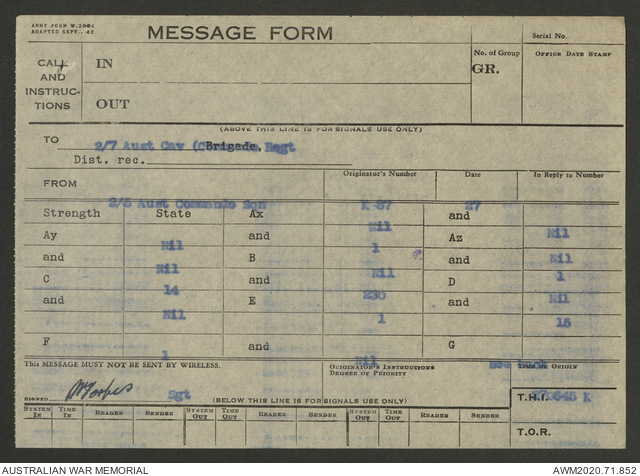 ARMY FORM W.3004
ADAPTED SEPT., 42
MESSAGE FORM
Serial No.
CALL AND INSTRUCTIONS
IN
OUT
No. of Group
GR.
OFFICE DATE STAMP
(ABOVE THIS LINE IS FOR SIGNALS USE ONLY)
TO 2/7 Aust Cav (C Brigade, Regt
Dist. rec.
FROM
Originator's Number
Date
In Reply to Number
2/5 Aust Commando Sqn K 87 27
Strength State Ax and
Nil
Ay and Az Nil
Nil 1
and B and Nil
Nil Nil 1
C and D
14 230 Nil
and E and
Nil 1 15
F and G
1 Nil
This MESSAGE MUST NOT BE SENT BY WIRELESS.
ORIGINATOR'S INSTRUCTIONS
DEGREE OF PRIORITY
OF ORIGIN
SIGNED Sgt
(BELOW THIS LINE IS FOR SIGNALS USE ONLY)
T.H.I. 645 K
SYSTEM IN
TIME IN
READER
SENDER
SYSTEM OUT
TIME OUT
READER
SENDER
SYSTEM OUT
TIME OUT
READER
SENDER
T.O.R.
AUSTRALIAN WAR MEMORIAL
AWM2020.71.852